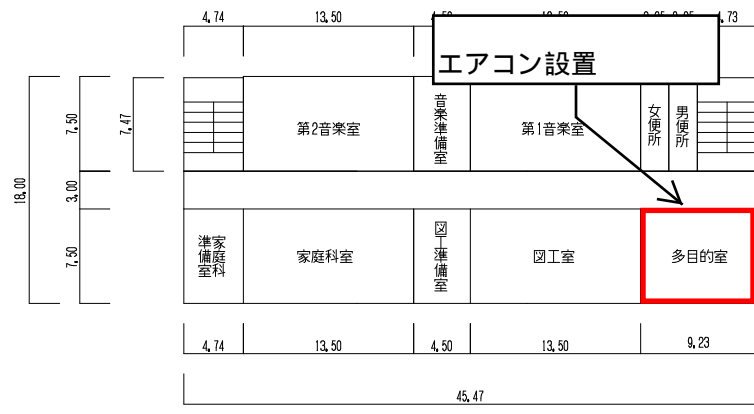 4.74
13.50
4.50
13.50
4.73
エアコン設置
18.00
7.50
3.00
7.50
7.47
第2音楽室
音楽準備室
第1音楽室
女便所
男便所
家庭科
準備室
家庭科室
図工準備室
図工室
多目的室
4.74
13.50
4.50
13.50
9.23
45.47